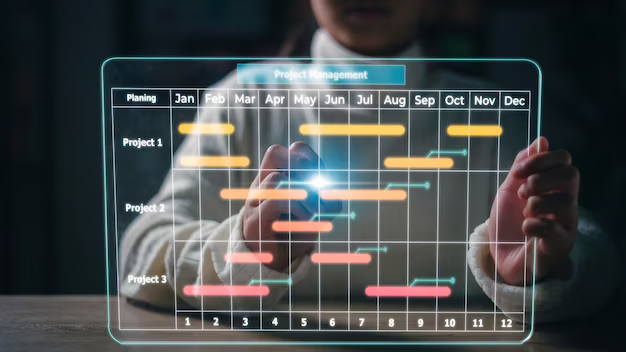 Project Management
Planing Jan Feb Mar Apr May Jun Jul Aug Sep Oct Nov Dec
Project 1
Project 2
Project 3
1 2 3 4 5 6 7 8 9 10 11 12